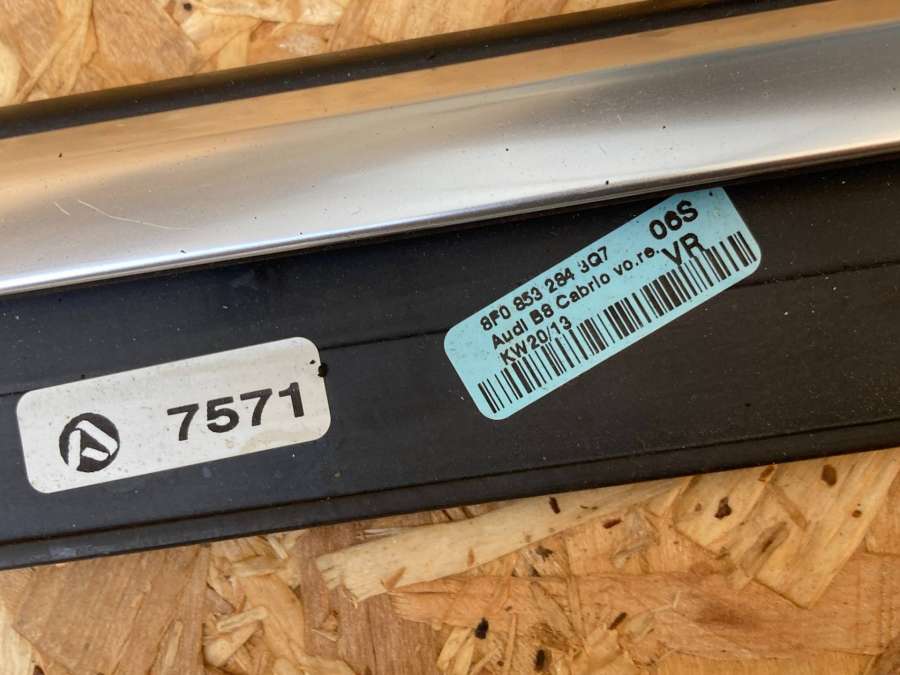 7571
8F0 853 284 3Q7
06S
Audi B8 Cabrio vo.re.
VR
KW20/13